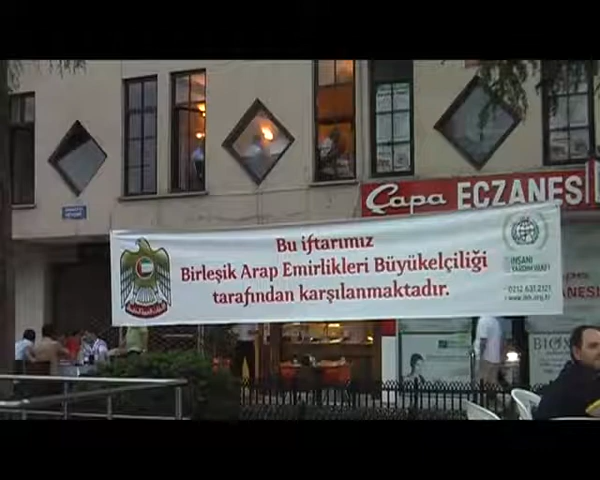 Çapa ECZANESİ
Bu iftarımız
Birleşik Arap Emirlikleri Büyükelçiliği
tarafından karşılanmaktadır.
İNSANİ
YARDIM VAKFI
0212 631 2121
www.ihh.org.tr